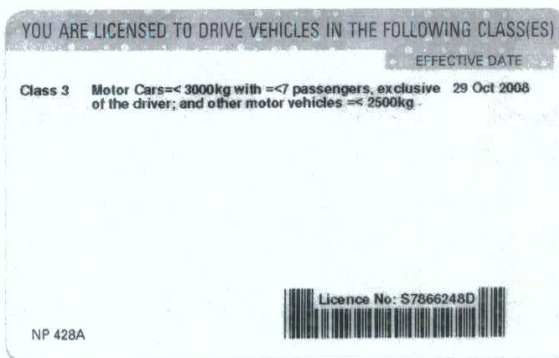 YOU ARE LICENSED TO DRIVE VEHICLES IN THE FOLLOWING CLASS(ES)
EFFECTIVE DATE
Class 3 Motor Cars=< 3000kg with =<7 passengers, exclusive 29 Oct 2008
of the driver; and other motor vehicles =< 2500kg
Licence No: S7866248D
NP 428A